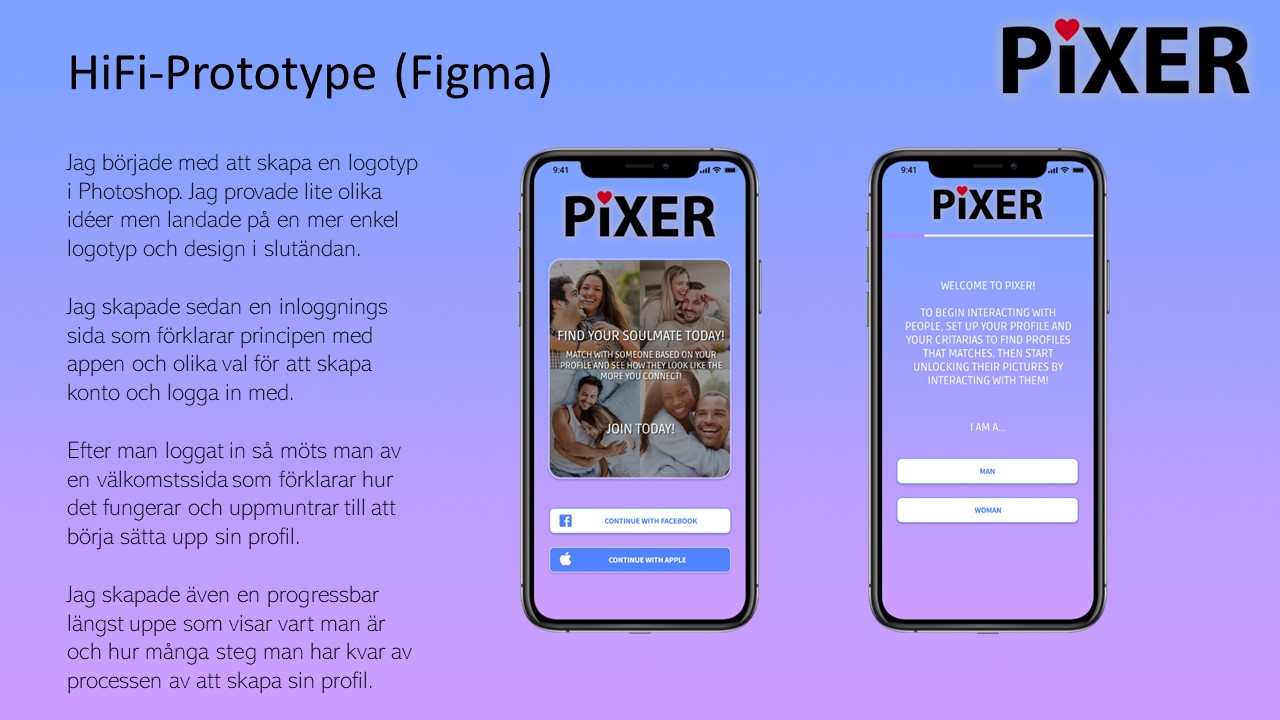 HiFi-Prototype (Figma)
PiXER
Jag började med att skapa en logotyp
i Photoshop. Jag provade lite olika
idéer men landade på en mer enkel
logotyp och design i slutändan.
Jag skapade sedan en inloggnings
sida som förklarar principen med
appen och olika val för att skapa
konto och logga in med.
Efter man loggat in så möts man av
en välkomstssida som förklarar hur
det fungerar och uppmuntrar till att
börja sätta upp sin profil.
Jag skapade även en progressbar
längst uppe som visar vart man är
och hur många steg man har kvar av
processen av att skapa sin profil.
9:41
PiXER
FIND YOUR SOULMATE TODAY!
MATCH WITH SOMEONE BASED ON YOUR
PROFILE AND SEE HOW THEY LOOK LIKE THE
MORE YOU CONNECT!
JOIN TODAY!
CONTINUE WITH FACEBOOK
CONTINUE WITH APPLE
9:41
PiXER
WELCOME TO PIXER!
TO BEGIN INTERACTING WITH
PEOPLE, SET UP YOUR PROFILE AND
YOUR CRITARIAS TO FIND PROFILES
THAT MATCHES. THEN START
UNLOCKING THEIR PICTURES BY
INTERACTING WITH THEM!
I AM A...
MAN
WOMAN